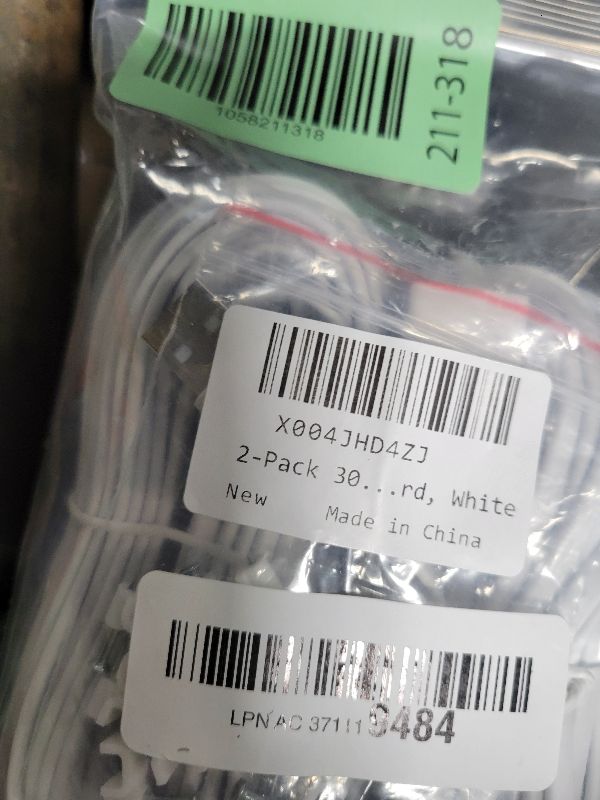 1058211318
211-318
X004JHD4ZJ
2-Pack 30...rd, White
New Made in China
LPN AC 37111 9484